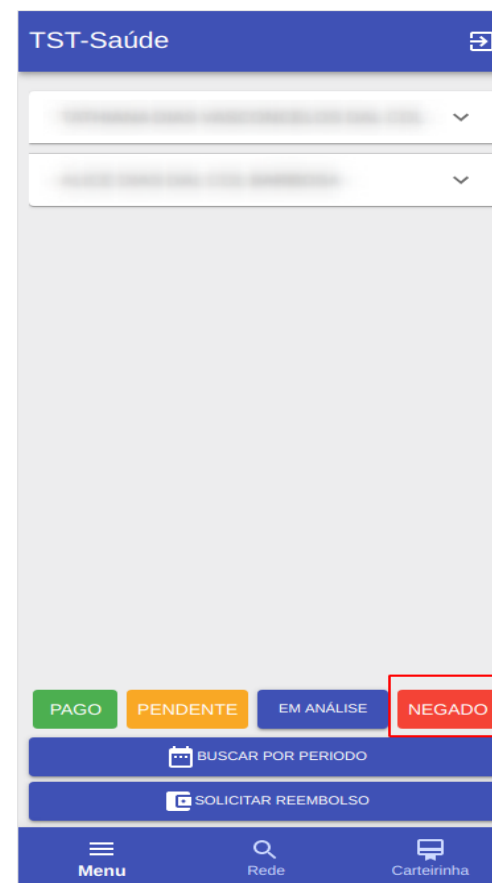 TST-Saúde
PAGO PENDENTE EM ANÁLISE NEGADO
BUSCAR POR PERIODO
SOLICITAR REEMBOLSO
Menu Rede Carteirinha